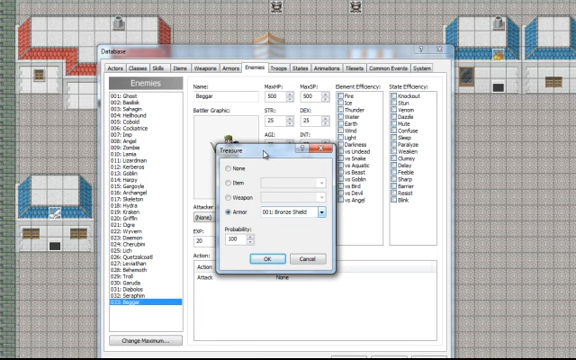 Database
Actors Classes Skills Items Weapons Armors Enemies Troops States Animations Tilesets Common Events System
Enemies
001: Ghost
002: Basilisk
003: Sahagin
004: Hellhound
005: Cobold
006: Cockatrice
007: Imp
008: Angel
009: Zombie
010: Lamia
011: Lizardman
012: Kerberos
013: Goblin
014: Harpy
015: Gargoyle
016: Archangel
017: Skeleton
018: Hydra
019: Kraken
020: Griffin
021: Ogre
022: Wyvern
023: Daemon
024: Cherubim
025: Lich
026: Quetzalcoatl
027: Leviathan
028: Behemoth
029: Troll
030: Garuda
031: Diabolos
032: Seraphim
033: Beggar
Change Maximum...
Name:
Beggar
MaxHP:
500
MaxSP:
500
Battler Graphic:
STR:
25
DEX:
25
AGI:
INT:
Attacker
(None)
EXP:
20
Action:
Action
Attack
None
Element Efficiency:
Fire
Ice
Thunder
Water
Earth
Wind
Light
Darkness
vs Undead
vs Snake
vs Aquatic
vs Beast
vs Goblin
vs Bird
vs Devil
vs Angel
State Efficiency:
Knockout
Stun
Venom
Dazzle
Mute
Confuse
Sleep
Paralyze
Weaken
Clumsy
Delay
Feeble
Sharp
Barrier
Resist
Blink
Treasure
None
Item
Weapon
Armor 001: Bronze Shield
Probability:
100
OK Cancel